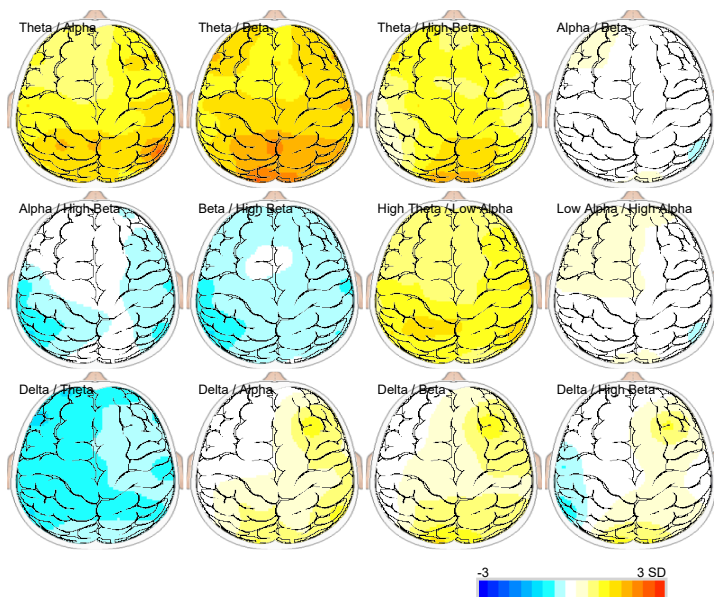 Theta / Alpha
Theta / Beta
Theta / High Beta
Alpha / Beta
Alpha / High Beta
Beta / High Beta
High Theta / Low Alpha
Low Alpha / High Alpha
Delta / Theta
Delta / Alpha
Delta / Beta
Delta / High Beta
-3
3 SD